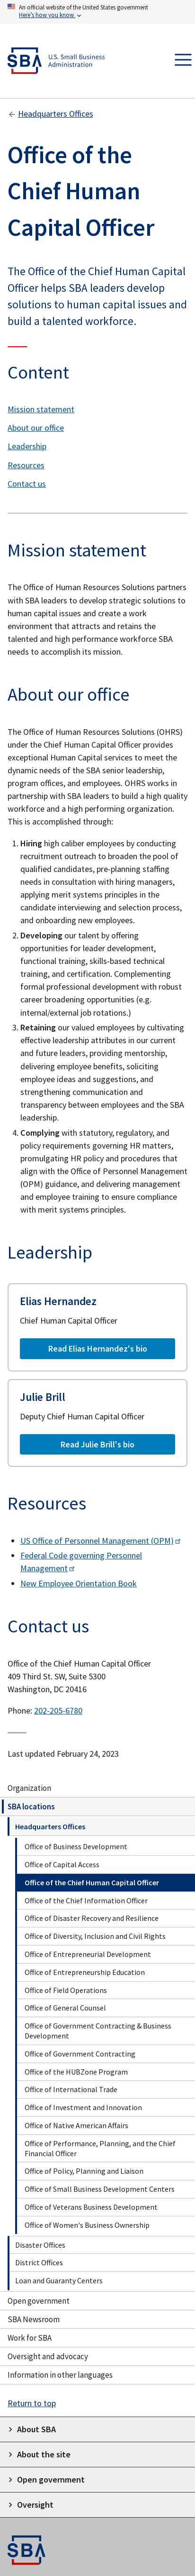 An official website of the United States government
Here's how you know
SBA
U.S. Small Business
Administration
Headquarters Offices
Office of the
Chief Human
Capital Officer
The Office of the Chief Human Capital
Officer helps SBA leaders develop
solutions to human capital issues and
build a talented workforce.
Content
Mission statement
About our office
Leadership
Resources
Contact us
Mission statement
The Office of Human Resources Solutions partners
with SBA leaders to develop strategic solutions to
human capital issues and create a work
environment that attracts and retains the
talented and high performance workforce SBA
needs to accomplish its mission.
About our office
The Office of Human Resources Solutions (OHRS)
under the Chief Human Capital Officer provides
exceptional Human Capital services to meet the
dynamic needs of the SBA senior leadership,
program offices, and employees. OHRS works in
partnership with SBA leaders to build a high quality
workforce and a high performing organization.
This is accomplished through:
1. Hiring high caliber employees by conducting
recruitment outreach to broaden the pool of
qualified candidates, pre-planning staffing
needs in consultation with hiring managers,
applying merit systems principles in the
candidate interviewing and selection process,
and onboarding new employees.
2. Developing our talent by offering
opportunities for leader development,
functional training, skills-based technical
training, and certification. Complementing
formal professional development with robust
career broadening opportunities (e.g.
internal/external job rotations.)
3. Retaining our valued employees by cultivating
effective leadership attributes in our current
and future leaders, providing mentorship,
delivering employee benefits, soliciting
employee ideas and suggestions, and
strengthening communication and
transparency between employees and the SBA
leadership.
4. Complying with statutory, regulatory, and
policy requirements governing HR matters,
promulgating HR policies and procedures that
align with the Office of Personnel Management
(OPM) guidance, and delivering management
and employee training to ensure compliance
with merit systems principles.
Leadership
Elias Hernandez
Chief Human Capital Officer
Read Elias Hernandez's bio
Julie Brill
Deputy Chief Human Capital Officer
Read Julie Brill's bio
Resources
• US Office of Personnel Management (OPM)
• Federal Code governing Personnel
Management
• New Employee Orientation Book
Contact us
Office of the Chief Human Capital Officer
409 Third St. SW, Suite 5300
Washington, DC 20416
Phone: 202-205-6780
Last updated February 24, 2023
Organization
SBA locations
Headquarters Offices
Office of Business Development
Office of Capital Access
Office of the Chief Human Capital Officer
Office of the Chief Information Officer
Office of Disaster Recovery and Resilience
Office of Diversity, Inclusion and Civil Rights
Office of Entrepreneurial Development
Office of Entrepreneurship Education
Office of Field Operations
Office of General Counsel
Office of Government Contracting & Business
Development
Office of Government Contracting
Office of the HUBZone Program
Office of International Trade
Office of Investment and Innovation
Office of Native American Affairs
Office of Performance, Planning, and the Chief
Financial Officer
Office of Policy, Planning and Liaison
Office of Small Business Development Centers
Office of Veterans Business Development
Office of Women's Business Ownership
Disaster Offices
District Offices
Loan and Guaranty Centers
Open government
SBA Newsroom
Work for SBA
Oversight and advocacy
Information in other languages
Return to top
About SBA
About the site
Open government
Oversight
SBA